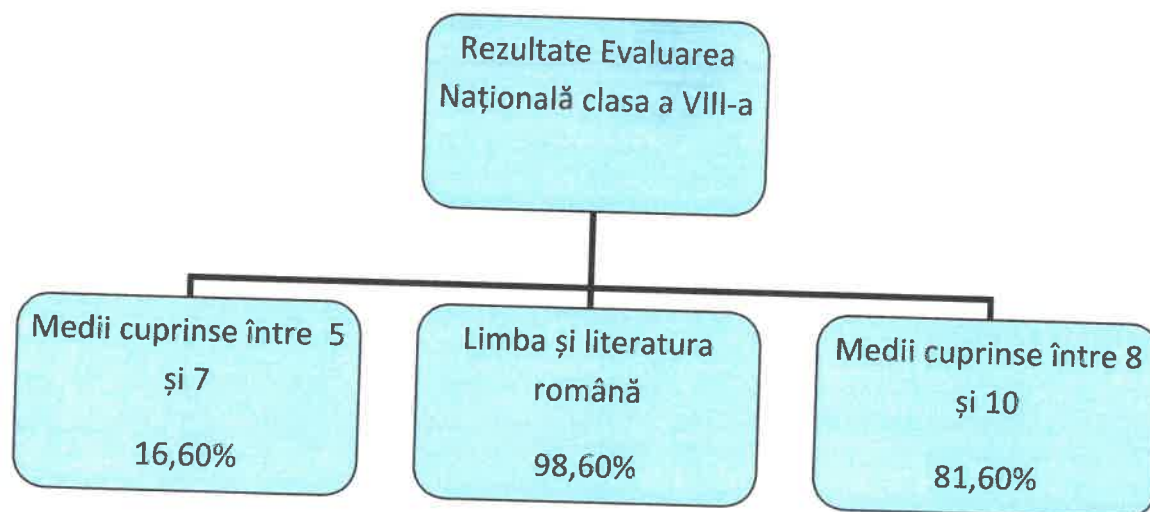 Rezultate Evaluarea
Națională clasa a VIII-a
Medii cuprinse între 5
și 7
16,60%
Limba și literatura
română
98,60%
Medii cuprinse între 8
și 10
81,60%